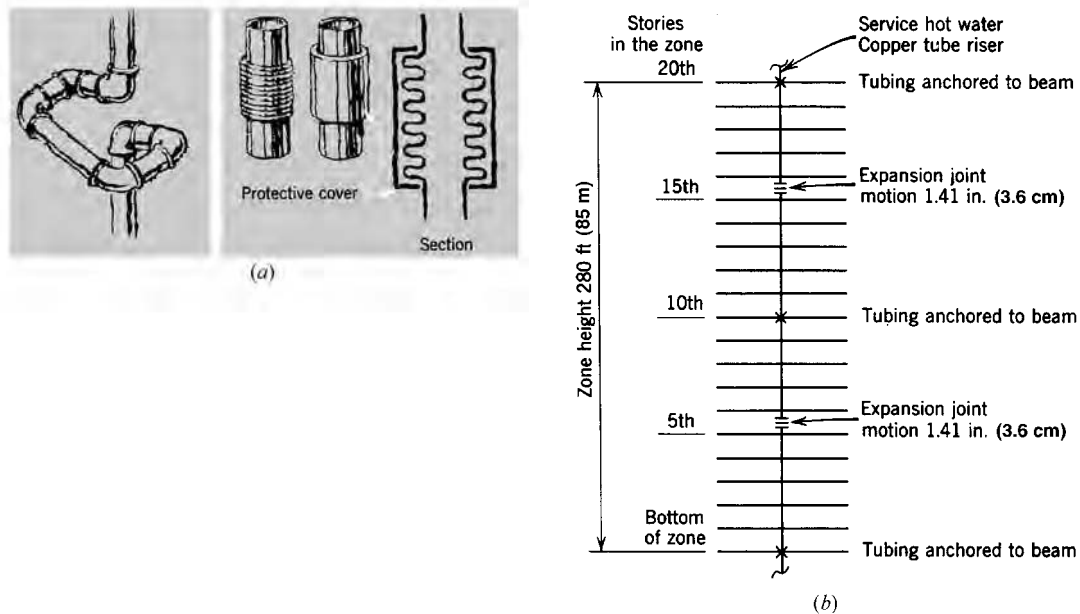 Protective cover
Section
(a)
Stories
in the zone
20th
15th
10th
5th
Bottom
of zone
Zone height 280 ft (85 m)
Service hot water
Copper tube riser
Tubing anchored to beam
Expansion joint
motion 1.41 in. (3.6 cm)
Tubing anchored to beam
Expansion joint
motion 1.41 in. (3.6 cm)
Tubing anchored to beam
(b)